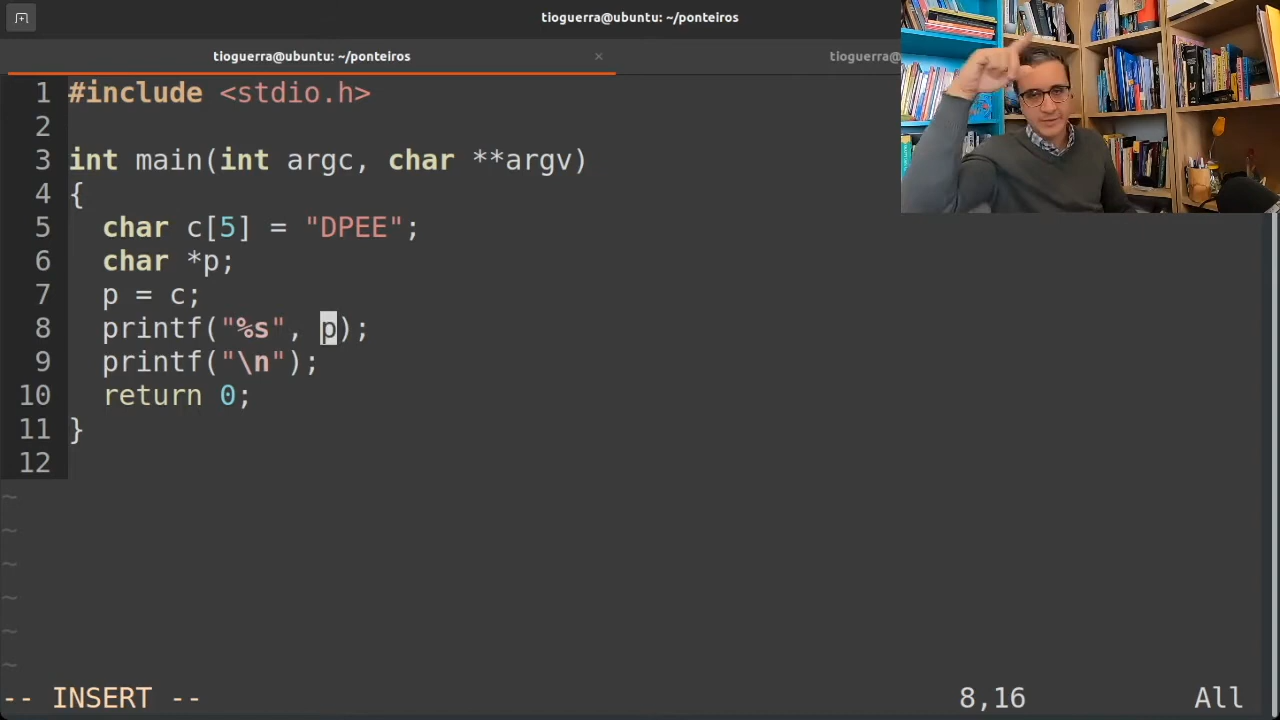 tioguerra@ubuntu: ~/ponteiros
tioguerra@ubuntu: ~/ponteiros × tioguerra@
1 #include <stdio.h>
2
3 int main(int argc, char **argv)
4 {
5 char c[5] = "DPEE";
6 char *p;
7 p = c;
8 printf("%s", p);
9 printf("\n");
10 return 0;
11 }
12
~
~
~
~
~
~
-- INSERT -- 8,16 All